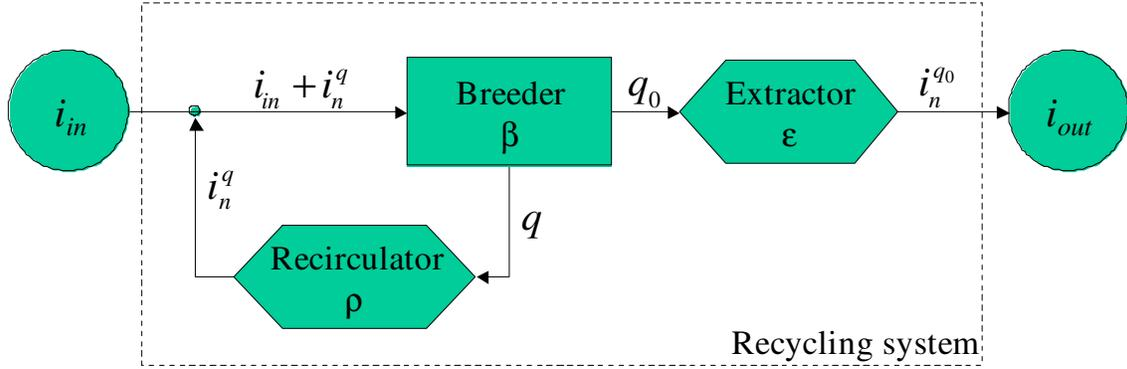 i_in
i_in + i_n^q
Breeder
β
q_0
Extractor
ε
i_n^{q_0}
i_out
i_n^q
q
Recirculator
ρ
Recycling system